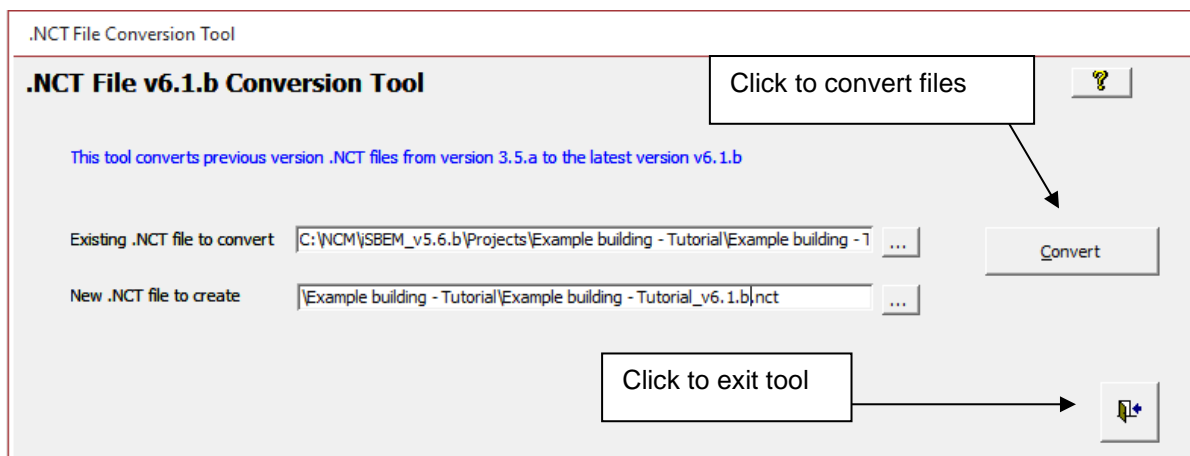 .NCT File Conversion Tool
.NCT File v6.1.b Conversion Tool
Click to convert files
?
This tool converts previous version .NCT files from version 3.5.a to the latest version v6.1.b
Existing .NCT file to convert
C:\NCM\iSBEM_v5.6.b\Projects\Example building - Tutorial\Example building - T
...
Convert
New .NCT file to create
\Example building - Tutorial\Example building - Tutorial_v6.1.b.nct
...
Click to exit tool